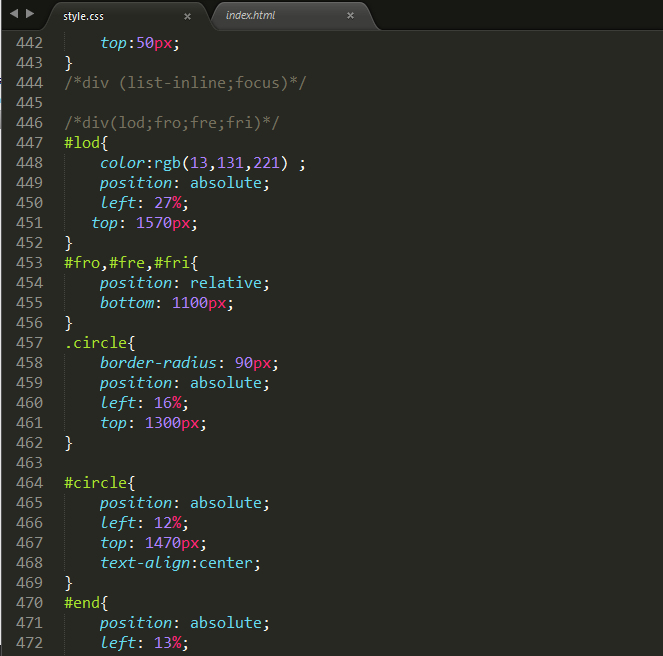 style.css × index.html ×
442 top:50px;
443 }
444 /*div (list-inline;focus)*/
445
446 /*div(lod;fro;fre;fri)*/
447 #lod{
448 color:rgb(13,131,221) ;
449 position: absolute;
450 left: 27%;
451 top: 1570px;
452 }
453 #fro,#fre,#fri{
454 position: relative;
455 bottom: 1100px;
456 }
457 .circle{
458 border-radius: 90px;
459 position: absolute;
460 left: 16%;
461 top: 1300px;
462 }
463
464 #circle{
465 position: absolute;
466 left: 12%;
467 top: 1470px;
468 text-align:center;
469 }
470 #end{
471 position: absolute;
472 left: 13%;